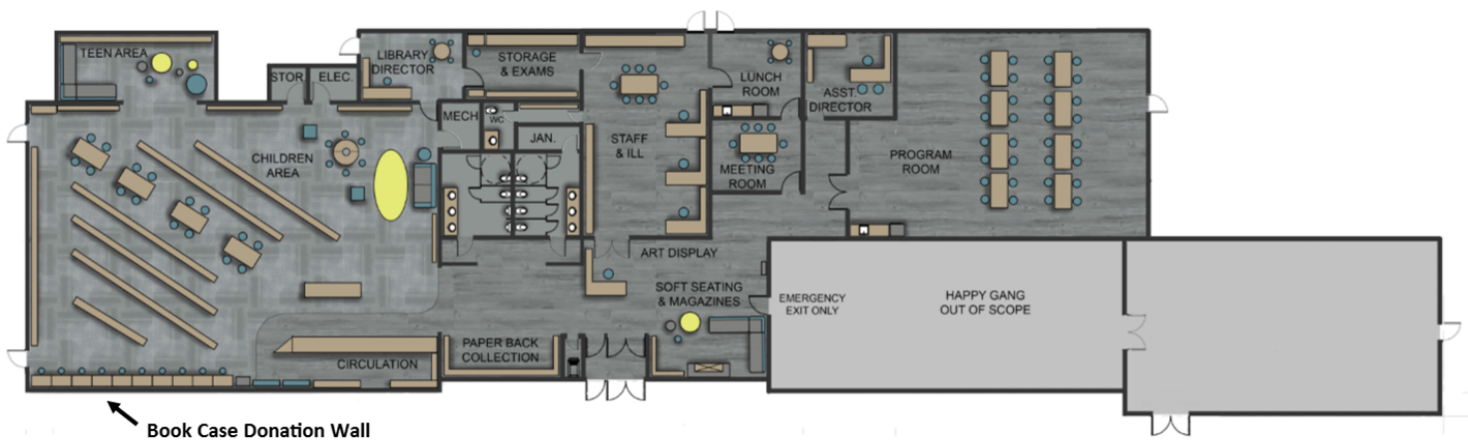 TEEN AREA
STOR.
ELEC.
LIBRARY
DIRECTOR
STORAGE
& EXAMS
LUNCH
ROOM
ASST.
DIRECTOR
MECH
WC
JAN.
STAFF
& ILL
CHILDREN
AREA
MEETING
ROOM
PROGRAM
ROOM
ART DISPLAY
SOFT SEATING
& MAGAZINES
EMERGENCY
EXIT ONLY
HAPPY GANG
OUT OF SCOPE
PAPER BACK
COLLECTION
CIRCULATION
Book Case Donation Wall